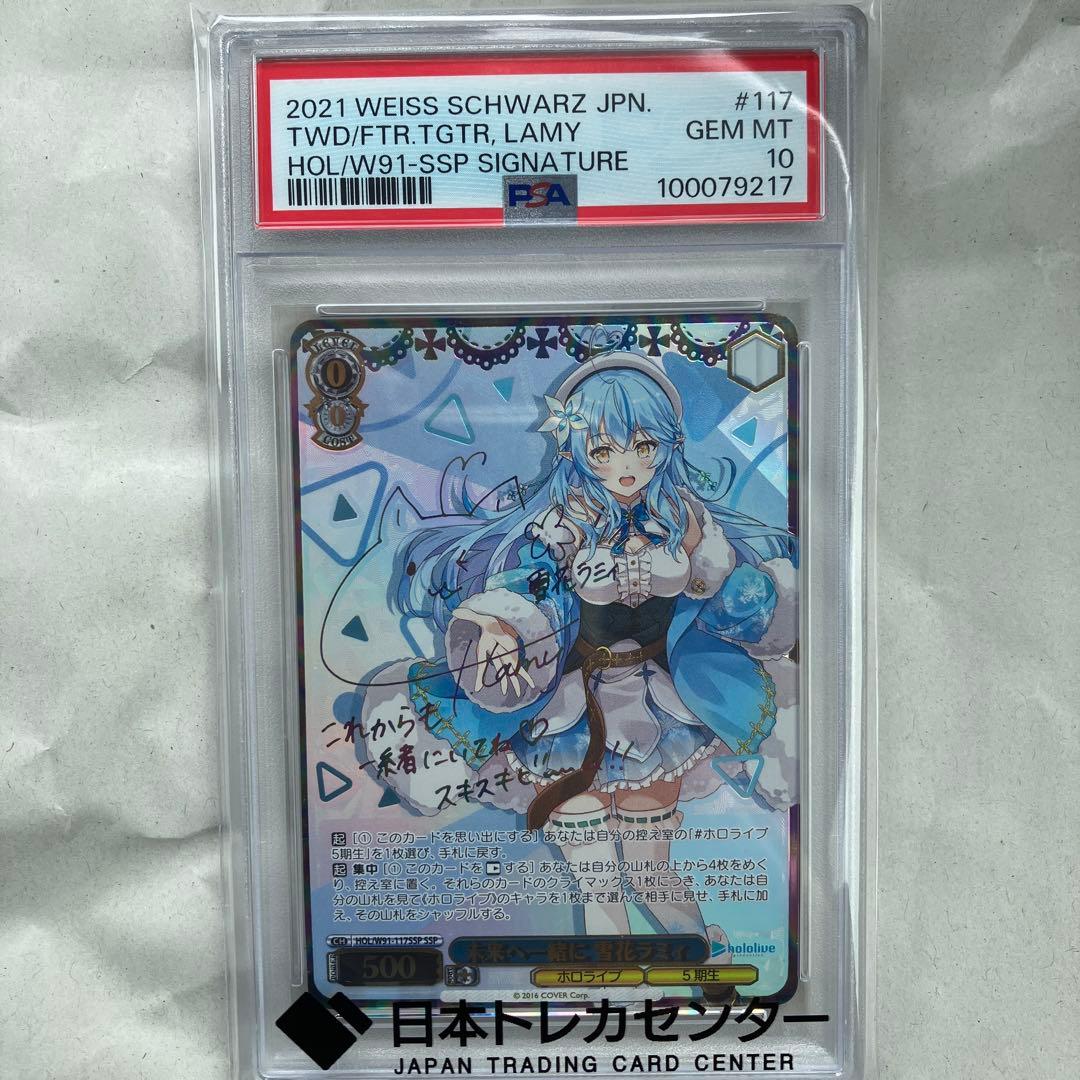 2021 WEISS SCHWARZ JPN. #117
TWD/FTR.TGTR, LAMY GEM MT
HOL/W91-SSP SIGNATURE 10
PSA 100079217
LEVEL
0
0
COST
雪花ラミィ
Lamy
これからも
一緒にいてね♡
スキスキビーム!!
起 [① このカードを思い出にする] あなたは自分の控え室の「#ホロライブ
5期生」を1枚選び、手札に戻す。
起 集中 [① このカードを する] あなたは自分の山札の上から4枚をめく
り、控え室に置く。それらのカードのクライマックス1枚につき、あなたは自
分の山札を見て《ホロライブ》のキャラを1枚まで選んで相手に見せ、手札に加
え、その山札をシャッフルする。
CH HOL/W91-117SSP SSP
未来へ一緒に 雪花ラミィ
hololive
production
POWER 500 SOUL
ホロライブ 5期生
© 2016 COVER Corp.
日本トレカセンター
JAPAN TRADING CARD CENTER